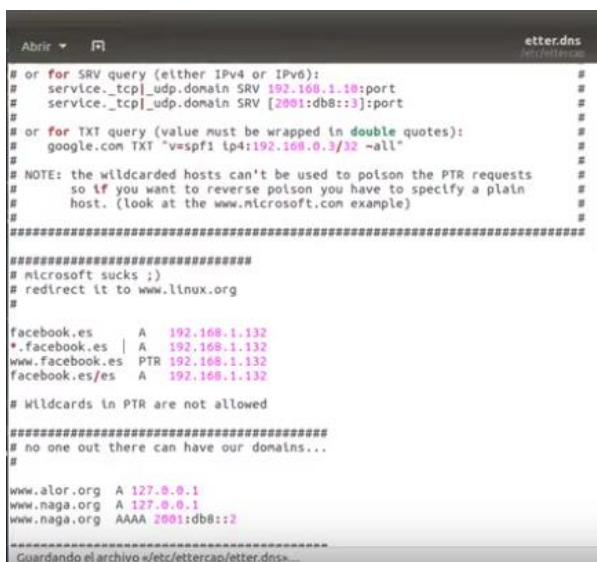 Abrir
etter.dns
/etc/ettercap
# or for SRV query (either IPv4 or IPv6): #
# service._tcp|_udp.domain SRV 192.168.1.10:port #
# service._tcp|_udp.domain SRV [2001:db8::3]:port #
# #
# or for TXT query (value must be wrapped in double quotes): #
# google.com TXT "v=spf1 ip4:192.168.0.3/32 ~all" #
# #
# NOTE: the wildcarded hosts can't be used to poison the PTR requests #
# so if you want to reverse poison you have to specify a plain #
# host. (look at the www.microsoft.com example) #
# #
############################################################################
################################
# microsoft sucks ;)
# redirect it to www.linux.org
#
facebook.es A 192.168.1.132
*.facebook.es A 192.168.1.132
www.facebook.es PTR 192.168.1.132
facebook.es/es A 192.168.1.132
# Wildcards in PTR are not allowed
##########################################
# no one out there can have our domains...
#
www.alor.org A 127.0.0.1
www.naga.org A 127.0.0.1
www.naga.org AAAA 2001:db8::2
##########################################
Guardando el archivo «/etc/ettercap/etter.dns»...